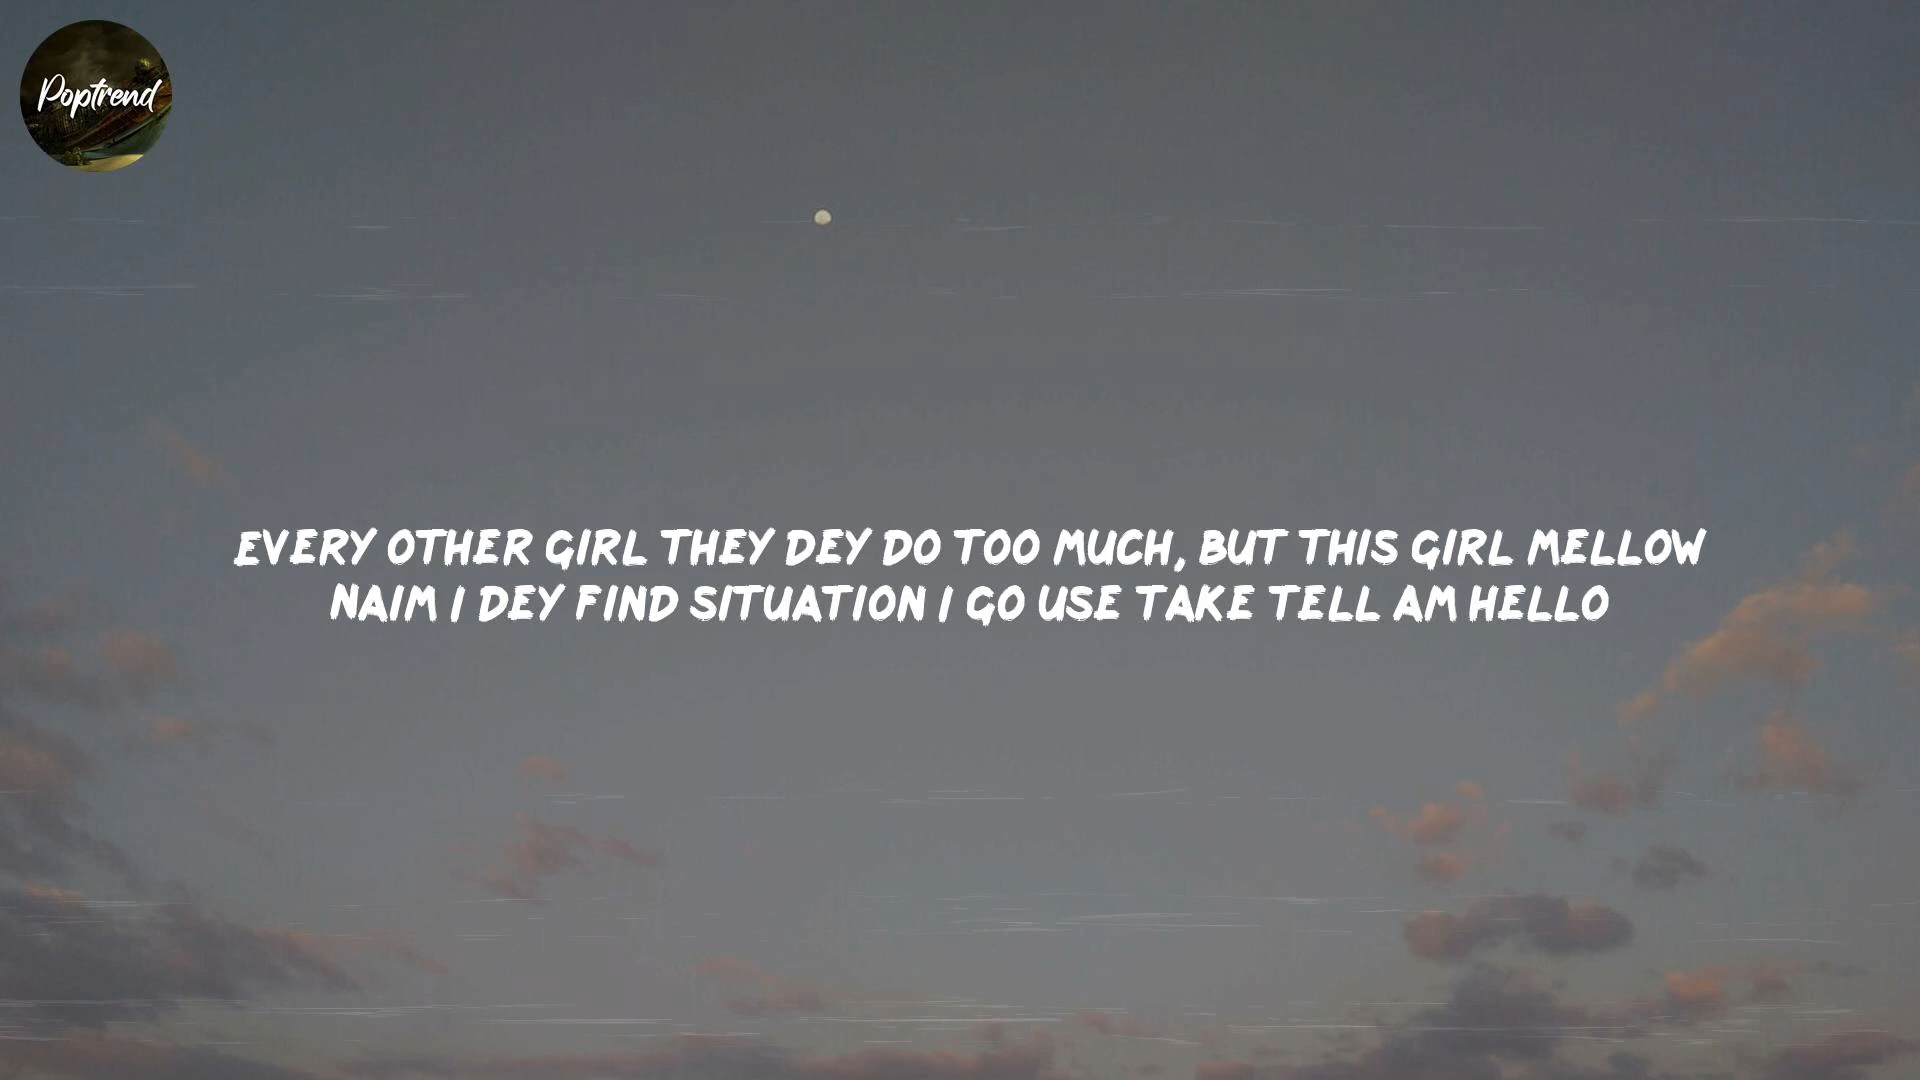 Poptrend
EVERY OTHER GIRL THEY DEY DO TOO MUCH, BUT THIS GIRL MELLOW
NAIM I DEY FIND SITUATION I GO USE TAKE TELL AM HELLO